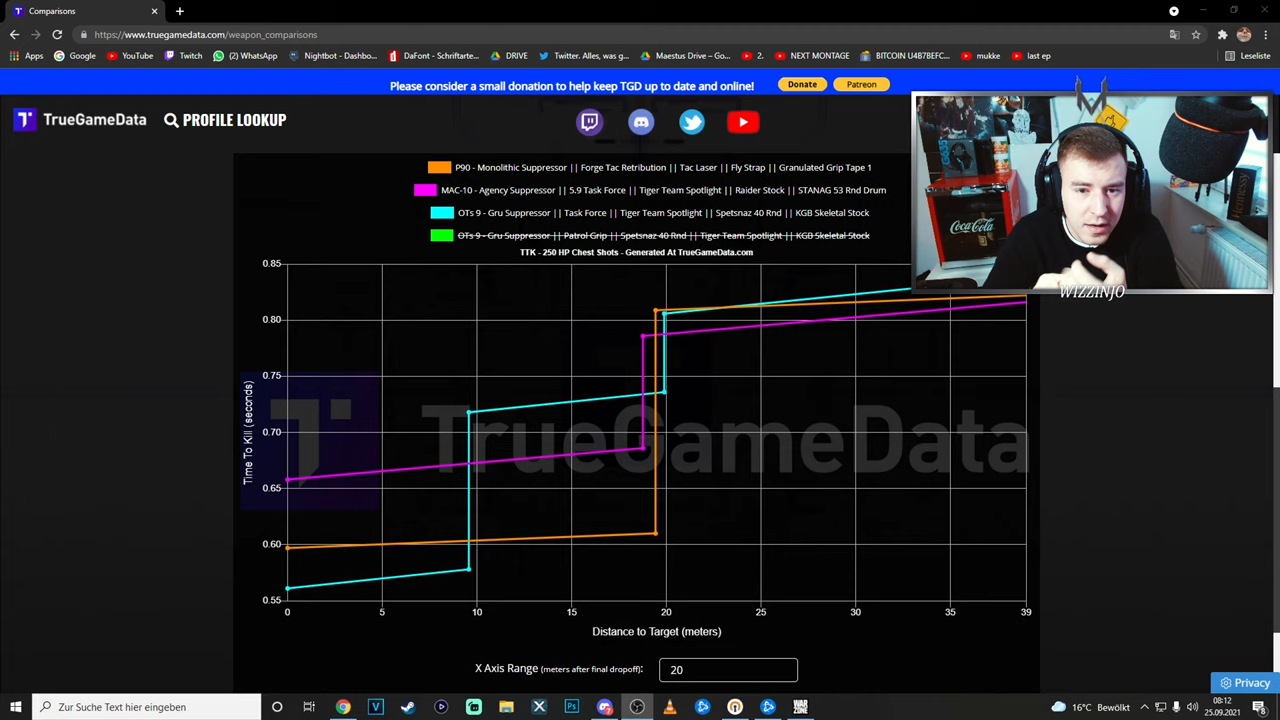 Comparisons
https://www.truegamedata.com/weapon_comparisons
Apps Google YouTube Twitch (2) WhatsApp Nightbot - Dashbo... DaFont - Schriftarte... DRIVE Twitter. Alles, was g... Maestus Drive – Go... 2. NEXT MONTAGE BITCOIN U4B7BEFC... mukke last ep Leseliste
Please consider a small donation to help keep TGD up to date and online! Donate Patreon
TrueGameData PROFILE LOOKUP
P90 - Monolithic Suppressor || Forge Tac Retribution || Tac Laser || Fly Strap || Granulated Grip Tape 1
MAC-10 - Agency Suppressor || 5.9 Task Force || Tiger Team Spotlight || Raider Stock || STANAG 53 Rnd Drum
OTs 9 - Gru Suppressor || Task Force || Tiger Team Spotlight || Spetsnaz 40 Rnd || KGB Skeletal Stock
OTs 9 - Gru Suppressor || Patrol Grip || Spetsnaz 40 Rnd || Tiger Team Spotlight || KGB Skeletal Stock
TTK - 250 HP Chest Shots - Generated At TrueGameData.com
Coca Cola
Hennessy
WIZZINJO
0.85
0.80
0.75
0.70
0.65
0.60
0.55
Time To Kill (seconds)
TrueGameData
0 5 10 15 20 25 30 35 39
Distance to Target (meters)
X Axis Range (meters after final dropoff): 20
Privacy
Zur Suche Text hier eingeben
WAR ZONE
16°C Bewölkt
08:12
25.09.2021
8